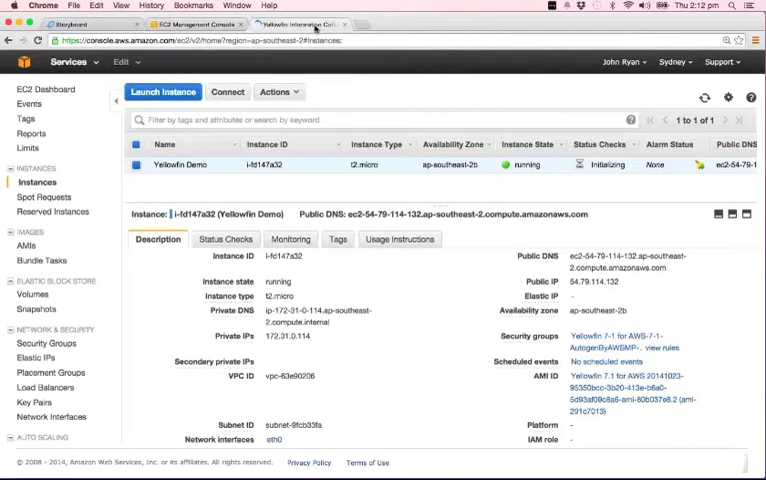 Chrome File Edit View History Bookmarks Window Help Thu 2:12 pm
Storyboard EC2 Management Console Yellowfin Information Coll
https://console.aws.amazon.com/ec2/v2/home?region=ap-southeast-2#Instances:
Services Edit John Ryan Sydney Support
EC2 Dashboard
Events
Tags
Reports
Limits
INSTANCES
Instances
Spot Requests
Reserved Instances
IMAGES
AMIs
Bundle Tasks
ELASTIC BLOCK STORE
Volumes
Snapshots
NETWORK & SECURITY
Security Groups
Elastic IPs
Placement Groups
Load Balancers
Key Pairs
Network Interfaces
AUTO SCALING
Launch Instance Connect Actions
Filter by tags and attributes or search by keyword 1 to 1 of 1
Name Instance ID Instance Type Availability Zone Instance State Status Checks Alarm Status Public DNS
Yellowfin Demo i-fd147a32 t2.micro ap-southeast-2b running Initializing None ec2-54-79-1
Instance: i-fd147a32 (Yellowfin Demo) Public DNS: ec2-54-79-114-132.ap-southeast-2.compute.amazonaws.com
Description Status Checks Monitoring Tags Usage Instructions
Instance ID i-fd147a32
Instance state running
Instance type t2.micro
Private DNS ip-172-31-0-114.ap-southeast-
2.compute.internal
Private IPs 172.31.0.114
Secondary private IPs
VPC ID vpc-63e90206
Subnet ID subnet-9fcb33fa
Network interfaces eth0
Public DNS ec2-54-79-114-132.ap-southeast-
2.compute.amazonaws.com
Public IP 54.79.114.132
Elastic IP -
Availability zone ap-southeast-2b
Security groups Yellowfin 7-1 for AWS-7-1-
AutogenByAWSMP-. view rules
Scheduled events No scheduled events
AMI ID Yellowfin 7.1 for AWS 20141023-
(ami-
291c7013)
Platform -
IAM role -
© 2008 - 2014, Amazon Web Services, Inc. or its affiliates. All rights reserved. Privacy Policy Terms of Use